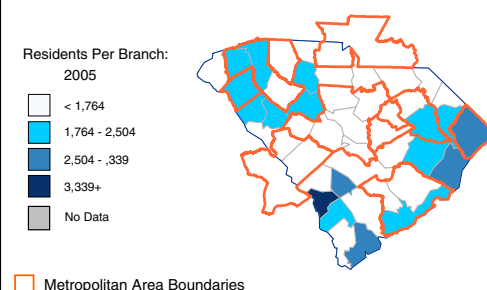 Residents Per Branch:
2005
< 1,764
1,764 - 2,504
2,504 - ,339
3,339+
No Data
Metropolitan Area Boundaries